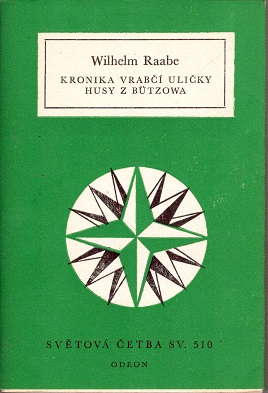 Wilhelm Raabe
KRONIKA VRABČÍ ULIČKY
HUSY Z BÜTZOWA
SVĚTOVÁ ČETBA SV. 510
ODEON